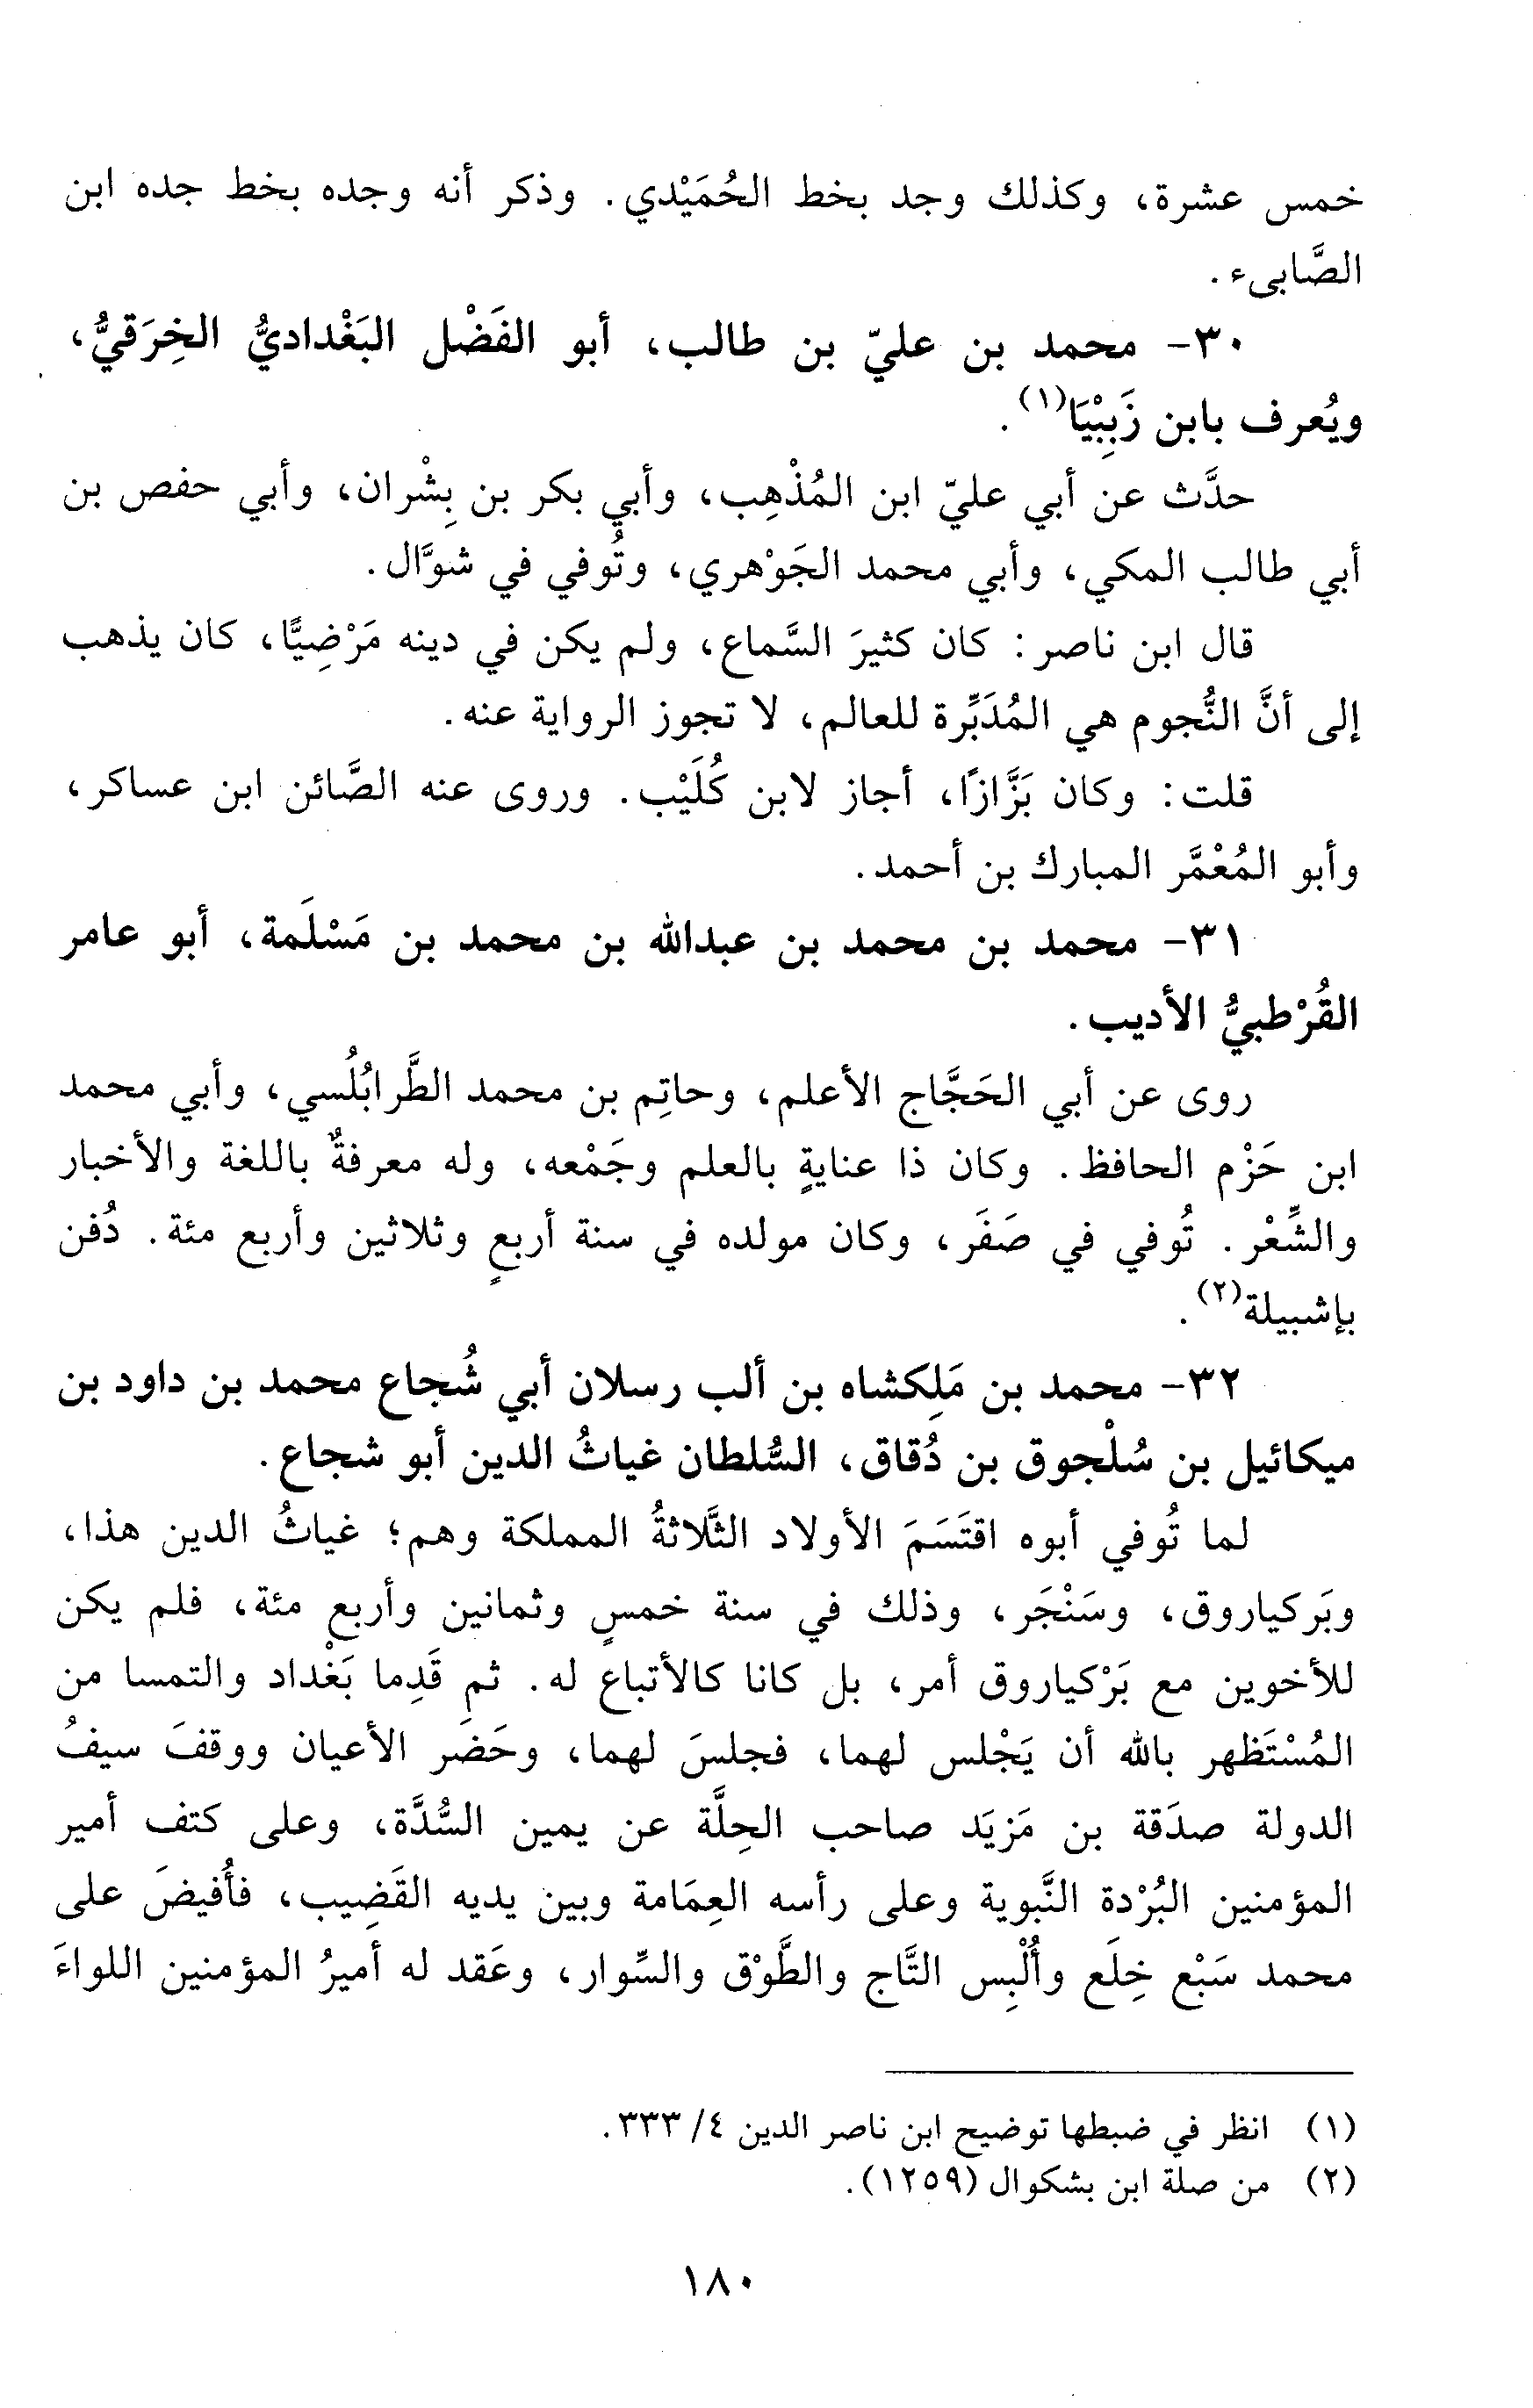 خمس عشرة، وكذلك وجد بخط الحُمَيْدي. وذكر أنه وجده بخط جده ابن
الصَّابىء.
٣٠- محمد بن عليّ بن طالب، أبو الفَضْل البَغْداديُّ الخِرَقيُّ،
ويُعرف بابن زَبِبْيَا(١).
حدَّث عن أبي عليّ ابن المُذْهِب، وأبي بكر بن بِشْران، وأبي حفص بن
أبي طالب المكي، وأبي محمد الجَوْهري، وتُوفي في شوَّال.
قال ابن ناصر: كان كثيرَ السَّماع، ولم يكن في دينه مَرْضِيًّا، كان يذهب
إلى أنَّ النُّجوم هي المُدَبِّرة للعالم، لا تجوز الرواية عنه.
قلت: وكان بَزَّازًا، أجاز لابن كُلَيْب. وروى عنه الصَّائن ابن عساكر،
وأبو المُعْمَّر المبارك بن أحمد.
٣١- محمد بن محمد بن عبدالله بن محمد بن مَسْلَمة، أبو عامر
القُرْطبيُّ الأديب.
روى عن أبي الحَجَّاج الأعلم، وحاتِم بن محمد الطَّرابُلُسي، وأبي محمد
ابن حَزْم الحافظ. وكان ذا عنايةٍ بالعلم وجَمْعه، وله معرفةٌ باللغة والأخبار
والشِّعْر. تُوفي في صَفَر، وكان مولده في سنة أربعٍ وثلاثين وأربع مئة. دُفن
بإشبيلة(٢).
٣٢- محمد بن مَلِكشاه بن ألب رسلان أبي شُجاع محمد بن داود بن
ميكائيل بن سُلْجوق بن دُقاق، السُّلطان غياثُ الدين أبو شجاع.
لما تُوفي أبوه اقتَسَمَ الأولاد الثَّلاثةُ المملكة وهم؛ غياثُ الدين هذا،
وبَركياروق، وسَنْجَر، وذلك في سنة خمسٍ وثمانين وأربع مئة، فلم يكن
للأخوين مع بَرْكياروق أمر، بل كانا كالأتباع له. ثم قَدِما بَغْداد والتمسا من
المُسْتَظهر بالله أن يَجْلس لهما، فجلسَ لهما، وحَضَر الأعيان ووقفَ سيفُ
الدولة صدَقة بن مَزيَد صاحب الحِلَّة عن يمين السُّدَّة، وعلى كتف أمير
المؤمنين البُرْدة النَّبوية وعلى رأسه العِمَامة وبين يديه القَضِيب، فأُفيضَ على
محمد سَبْع خِلَع وأُلْبِس التَّاج والطَّوْق والسِّوار، وعَقد له أميرُ المؤمنين اللواءَ
(١) انظر في ضبطها توضيح ابن ناصر الدين ٤/ ٣٣٣.
(٢) من صلة ابن بشكوال (١٢٥٩).
١٨٠